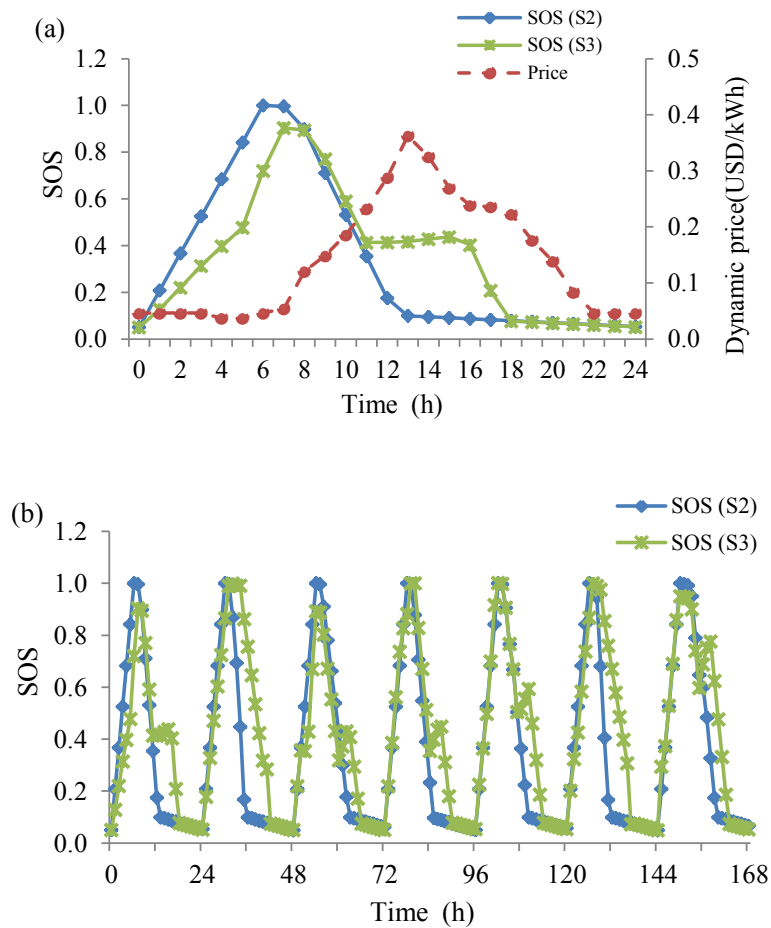 (a)
SOS (S2)
SOS (S3)
Price
1.2
1.0
0.8
0.6
0.4
0.2
0.0
SOS
0.5
0.4
0.3
0.2
0.1
0.0
Dynamic price(USD/kWh)
0 2 4 6 8 10 12 14 16 18 20 22 24
Time (h)
(b)
SOS (S2)
SOS (S3)
1.2
1.0
0.8
0.6
0.4
0.2
0.0
SOS
0 24 48 72 96 120 144 168
Time (h)